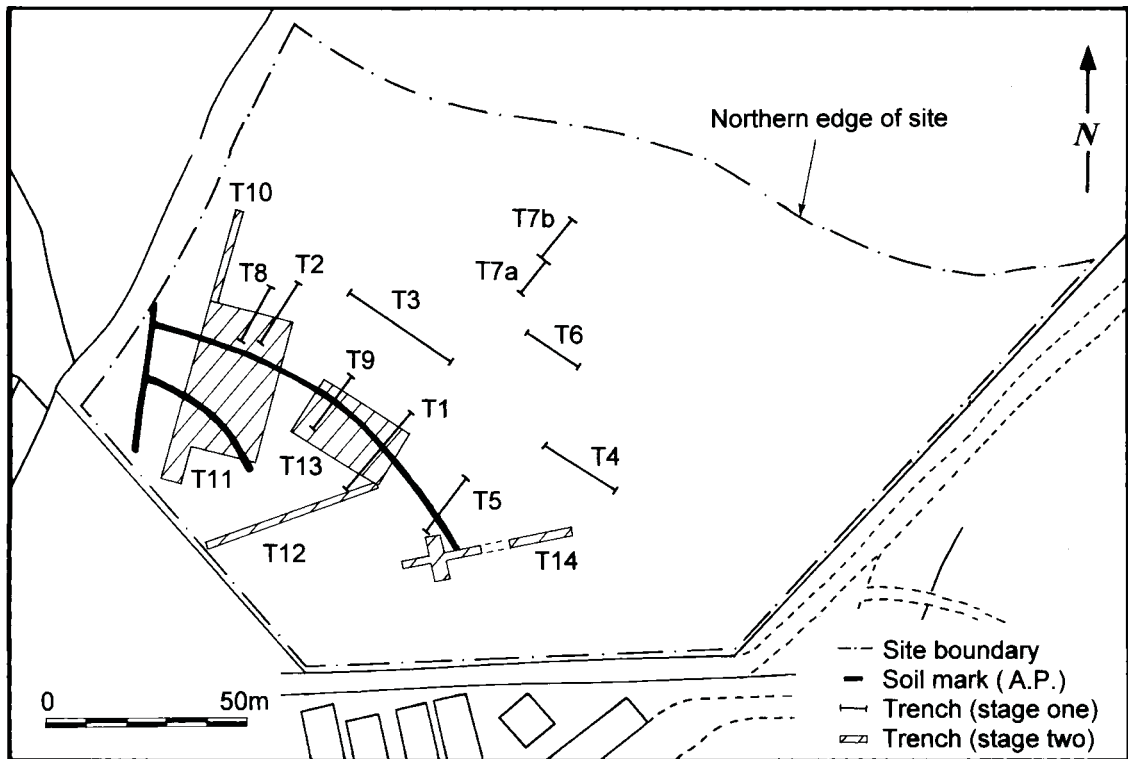 Northern edge of site
N
T10
T7b
T8
T2
T7a
T3
T6
T9
T1
T4
T11
T13
T5
T12
T14
Site boundary
Soil mark ( A.P.)
Trench (stage one)
Trench (stage two)
0 50m